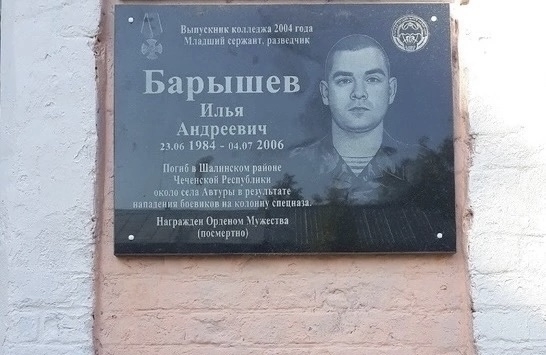 Выпускник колледжа 2004 года
Младший сержант, разведчик
Барышев
Илья
Андреевич
23.06 1984 - 04.07 2006
Погиб в Шалинском районе
Чеченской Республики
около села Автуры в результате
нападения боевиков на колонну спецназа.
Награжден Орденом Мужества
(посмертно)